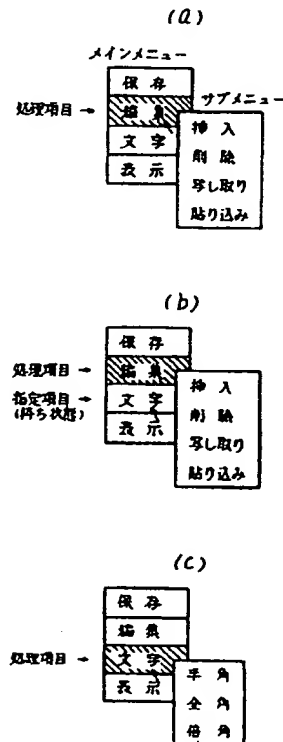 (a)
メインメニュー
保存
処理項目→
編集
サブメニュー
文字
表示
挿入
削除
写し取り
貼り込み
(b)
保存
処理項目→
編集
指定項目→
(待ち状態)
文字
表示
挿入
削除
写し取り
貼り込み
(c)
保存
編集
処理項目→
文字
表示
半角
全角
倍角